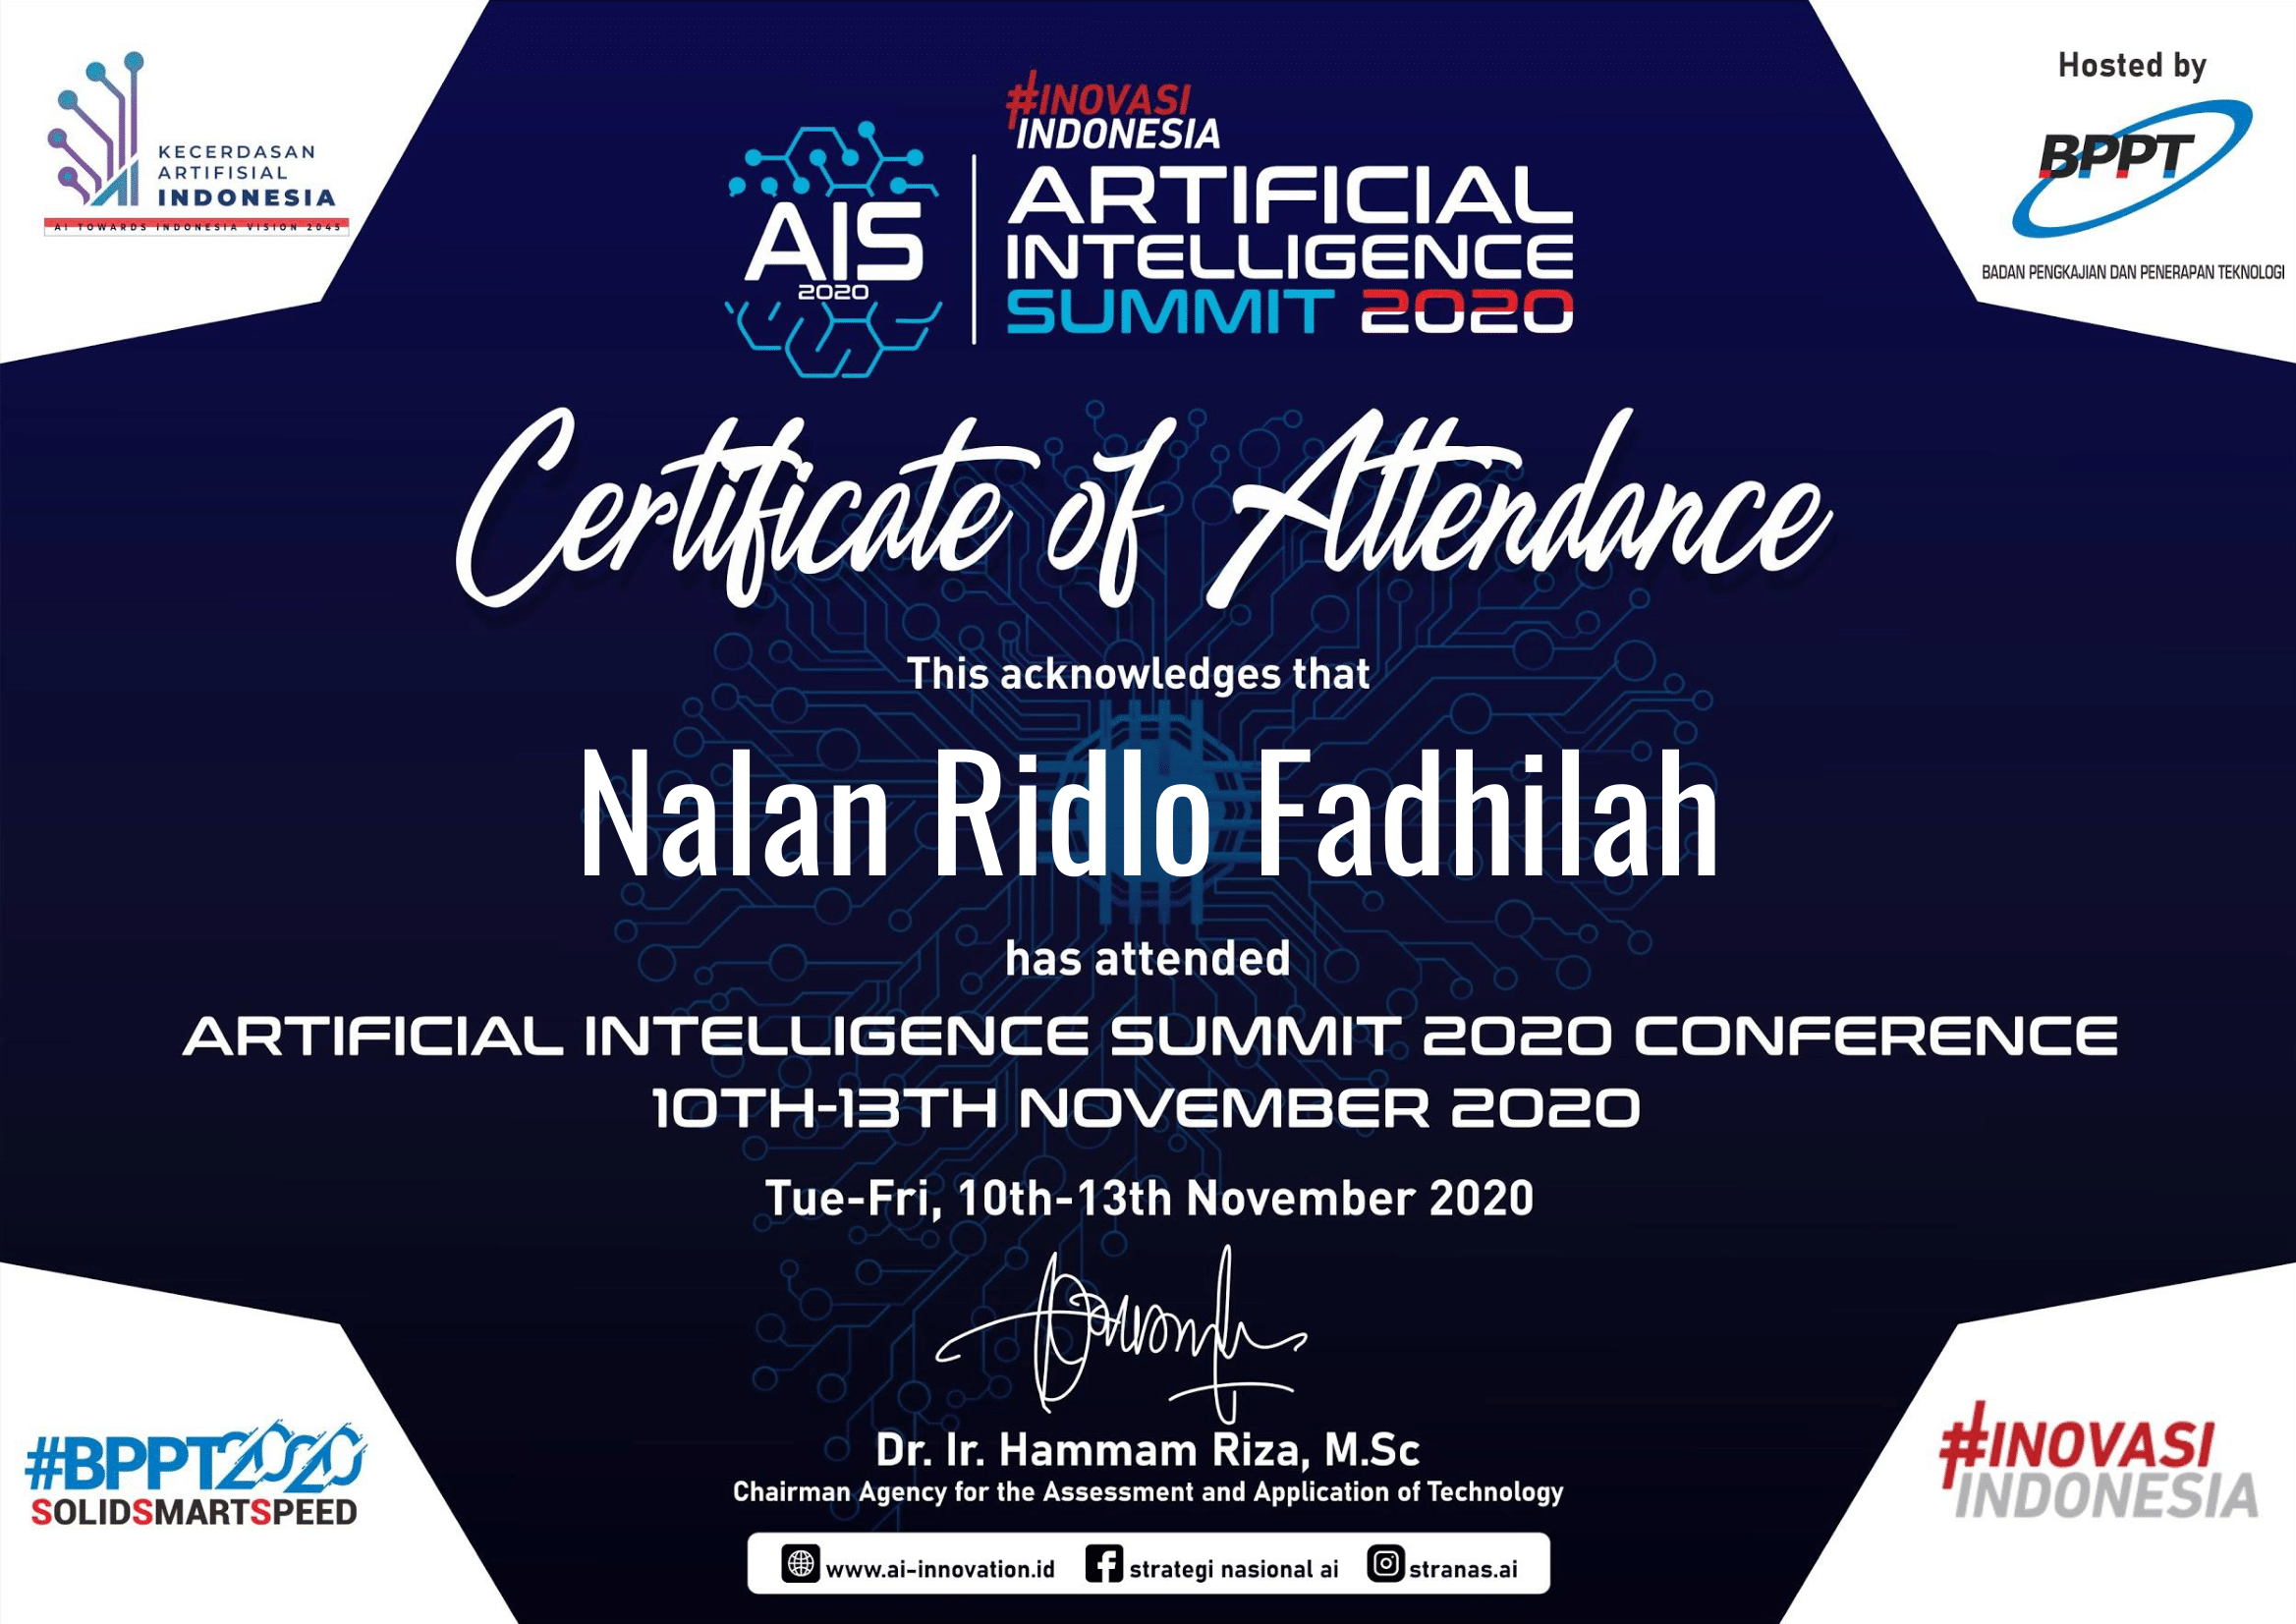 KECERDASAN
ARTIFISIAL
INDONESIA
AI TOWARDS INDONESIA VISION 2045
#INOVASI
INDONESIA
AIS
2020
ARTIFICIAL
INTELLIGENCE
SUMMIT 2020
Hosted by
BPPT
BADAN PENGKAJIAN DAN PENERAPAN TEKNOLOGI
Certificate of Attendance
This acknowledges that
Nalan Ridlo Fadhilah
has attended
ARTIFICIAL INTELLIGENCE SUMMIT 2020 CONFERENCE
10TH-13TH NOVEMBER 2020
Tue-Fri, 10th-13th November 2020
Dr. Ir. Hammam Riza, M.Sc
Chairman Agency for the Assessment and Application of Technology
www.ai-innovation.id strategi nasional ai stranas.ai
#BPPT2020
SOLIDSMARTSPEED
#INOVASI
INDONESIA